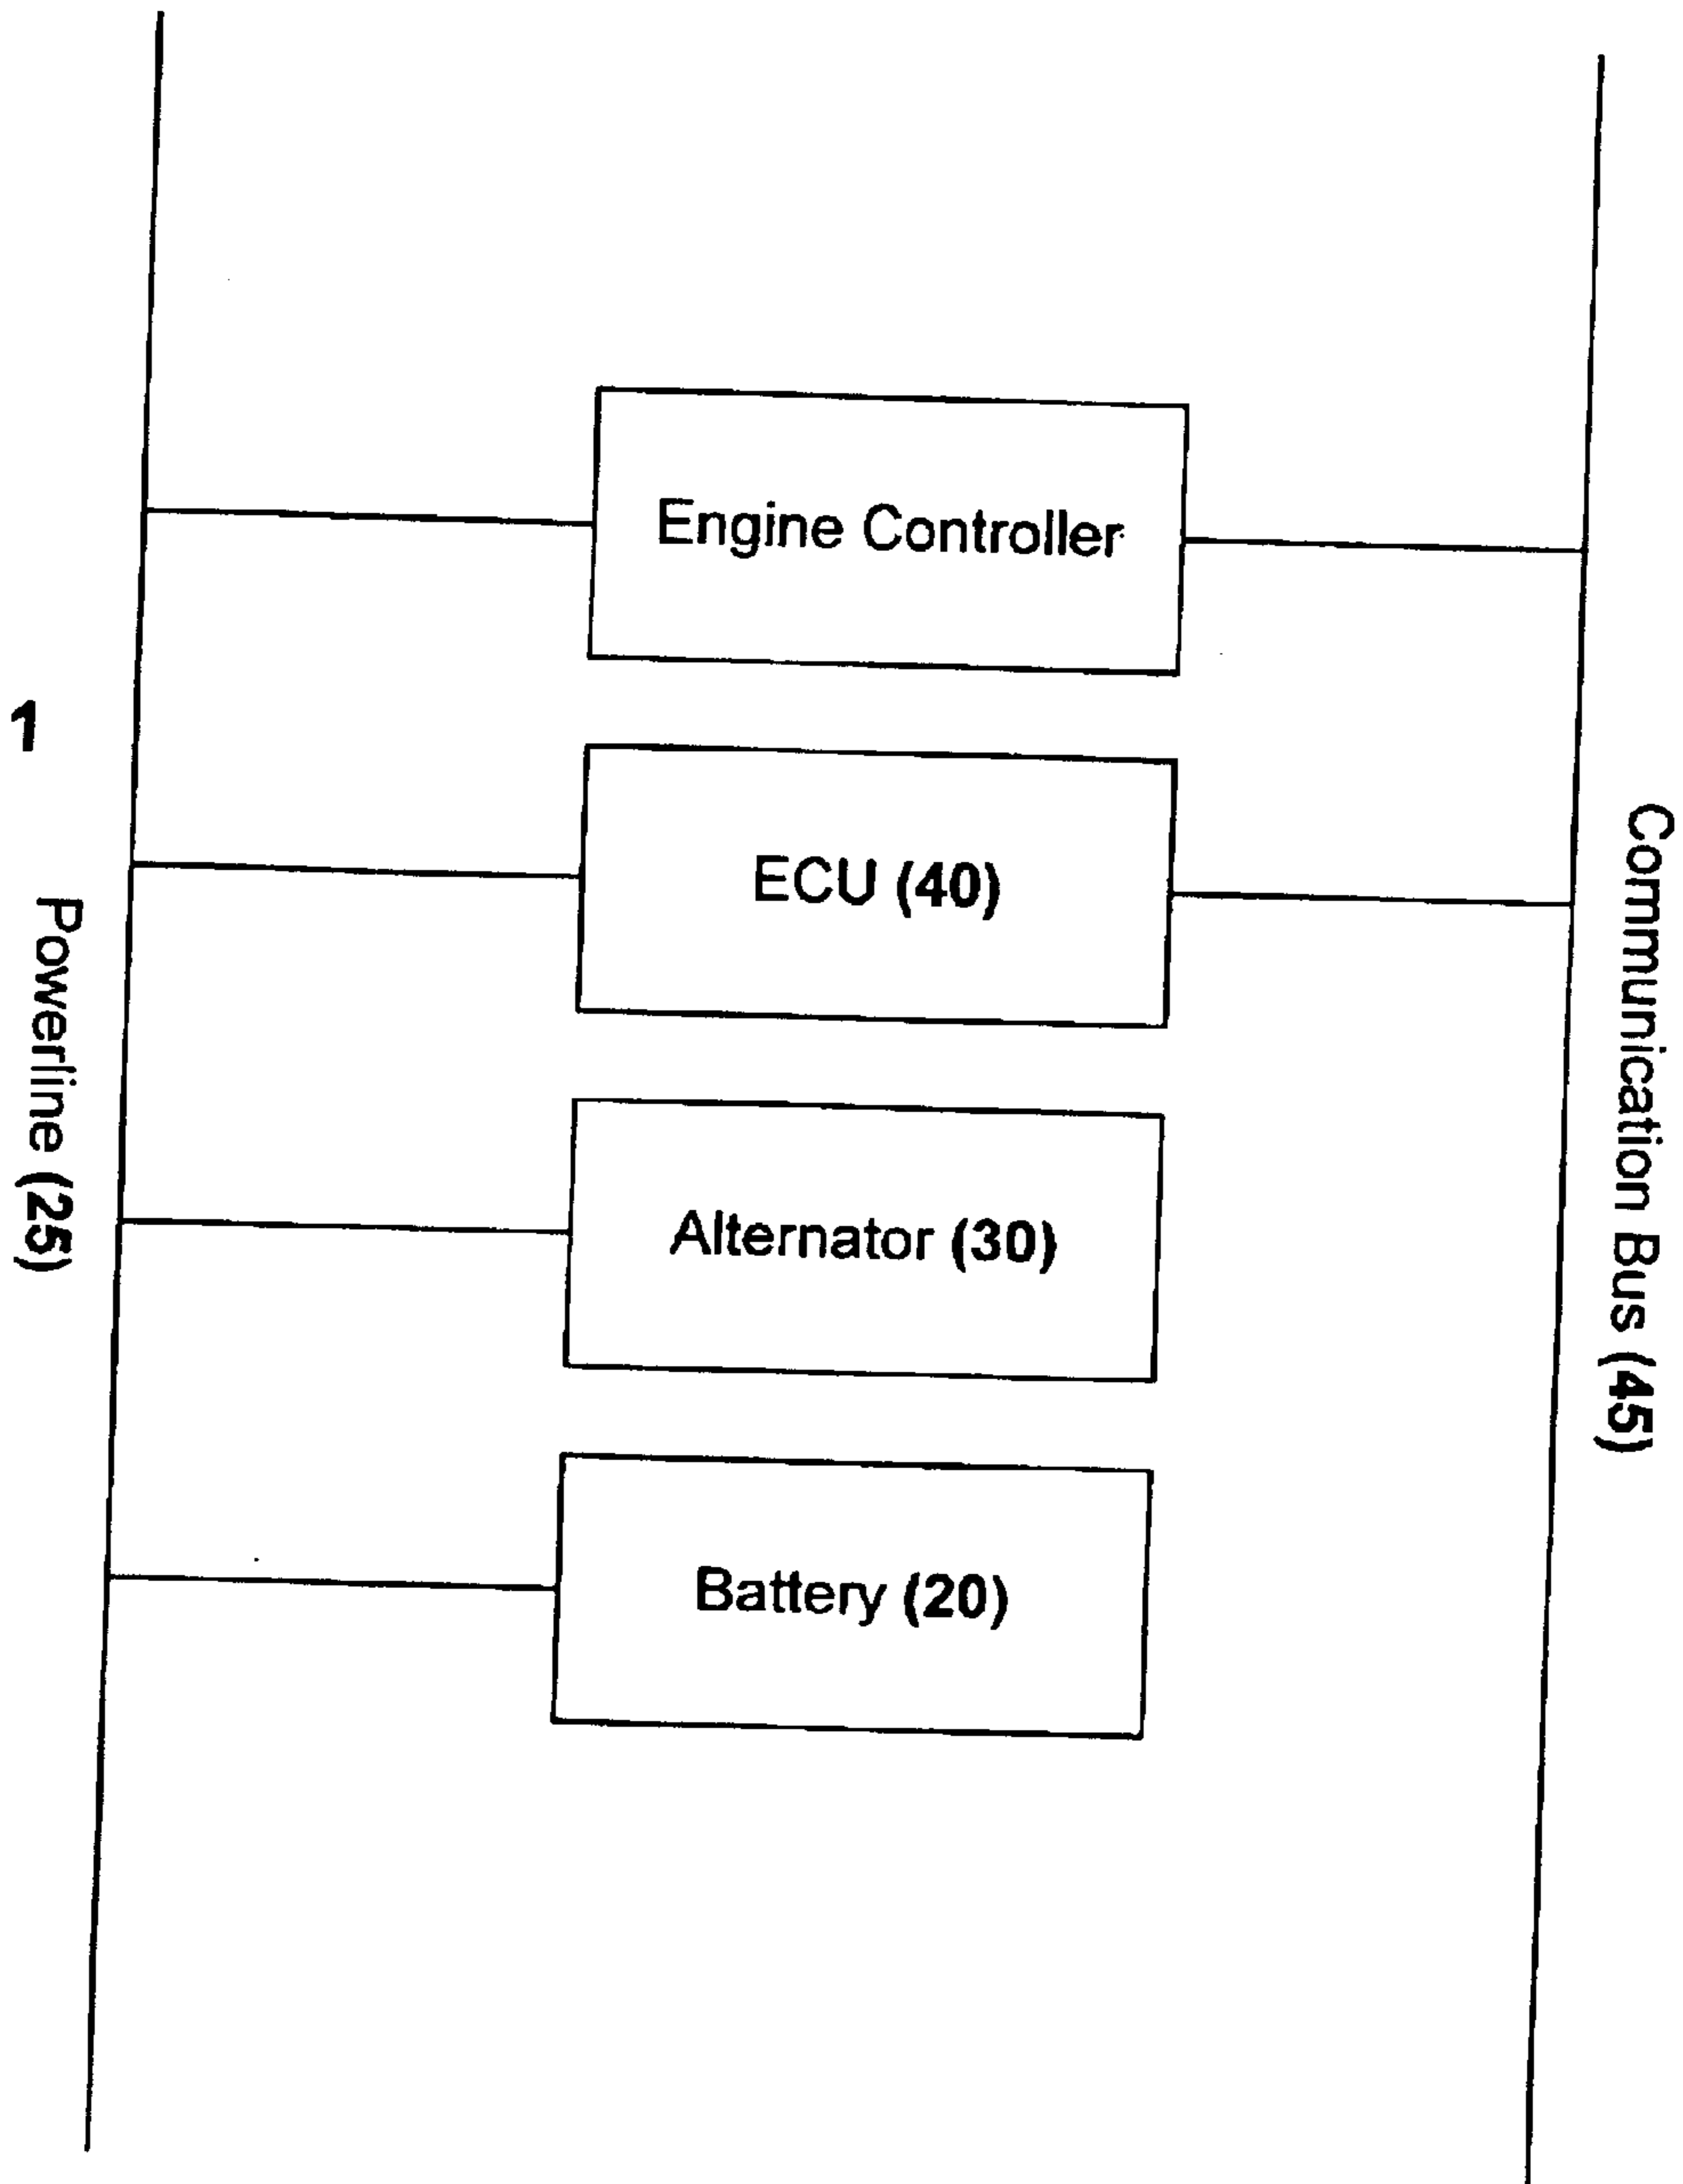 Engine Controller
ECU (40)
Alternator (30)
Battery (20)
1
Powerline (25)
Communication Bus (45)